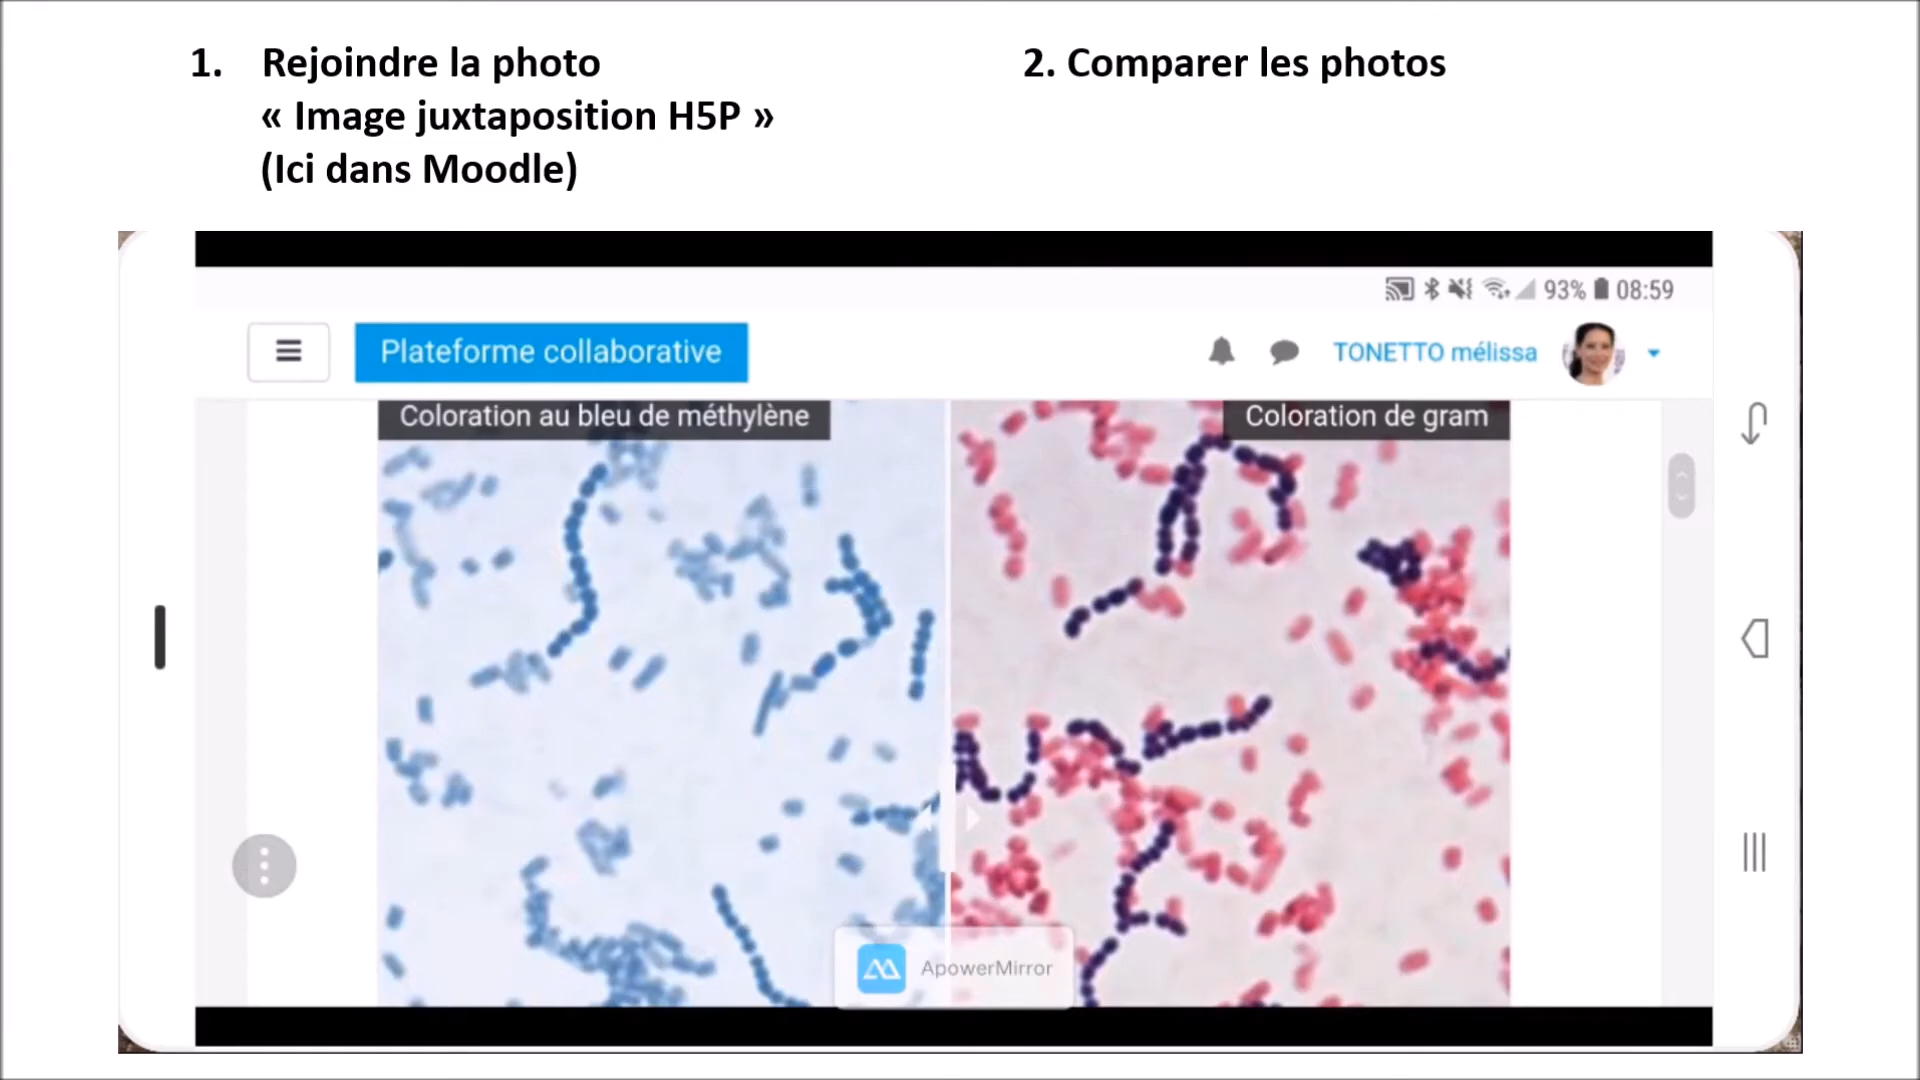 1. Rejoindre la photo
« Image juxtaposition H5P »
(Ici dans Moodle)
2. Comparer les photos
93% 08:59
Plateforme collaborative
TONETTO mélissa
Coloration au bleu de méthylène
Coloration de gram
ApowerMirror